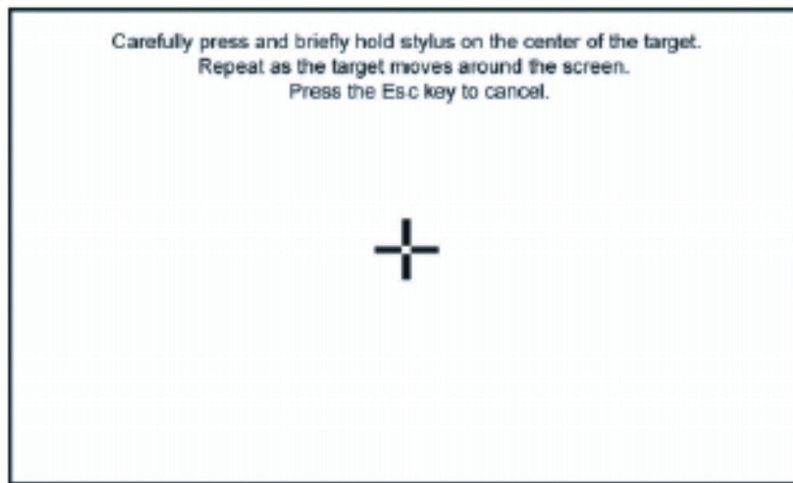 Carefully press and briefly hold stylus on the center of the target.
Repeat as the target moves around the screen.
Press the Esc key to cancel.